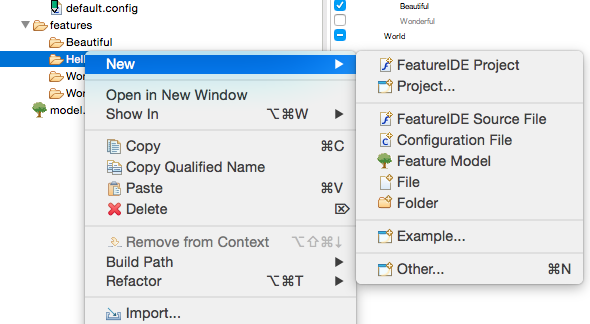 default.config
features
Beautiful
Hell
Wor
Wor
model.
Beautiful
Wonderful
World
New
Open in New Window
Show In ⌥⌘W
Copy ⌘C
Copy Qualified Name
Paste ⌘V
Delete ⌦
Remove from Context ⌥⇧⌘↓
Build Path
Refactor ⌥⌘T
Import...
FeatureIDE Project
Project...
FeatureIDE Source File
Configuration File
Feature Model
File
Folder
Example...
Other... ⌘N